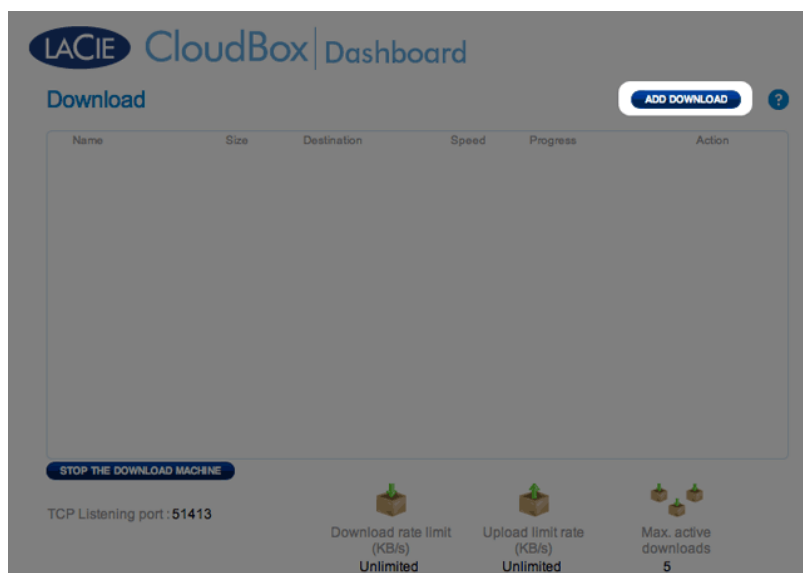 LACIE CloudBox Dashboard
Download
ADD DOWNLOAD ?
Name Size Destination Speed Progress Action
STOP THE DOWNLOAD MACHINE
TCP Listening port : 51413
Download rate limit
(KB/s)
Unlimited
Upload limit rate
(KB/s)
Unlimited
Max. active
downloads
5